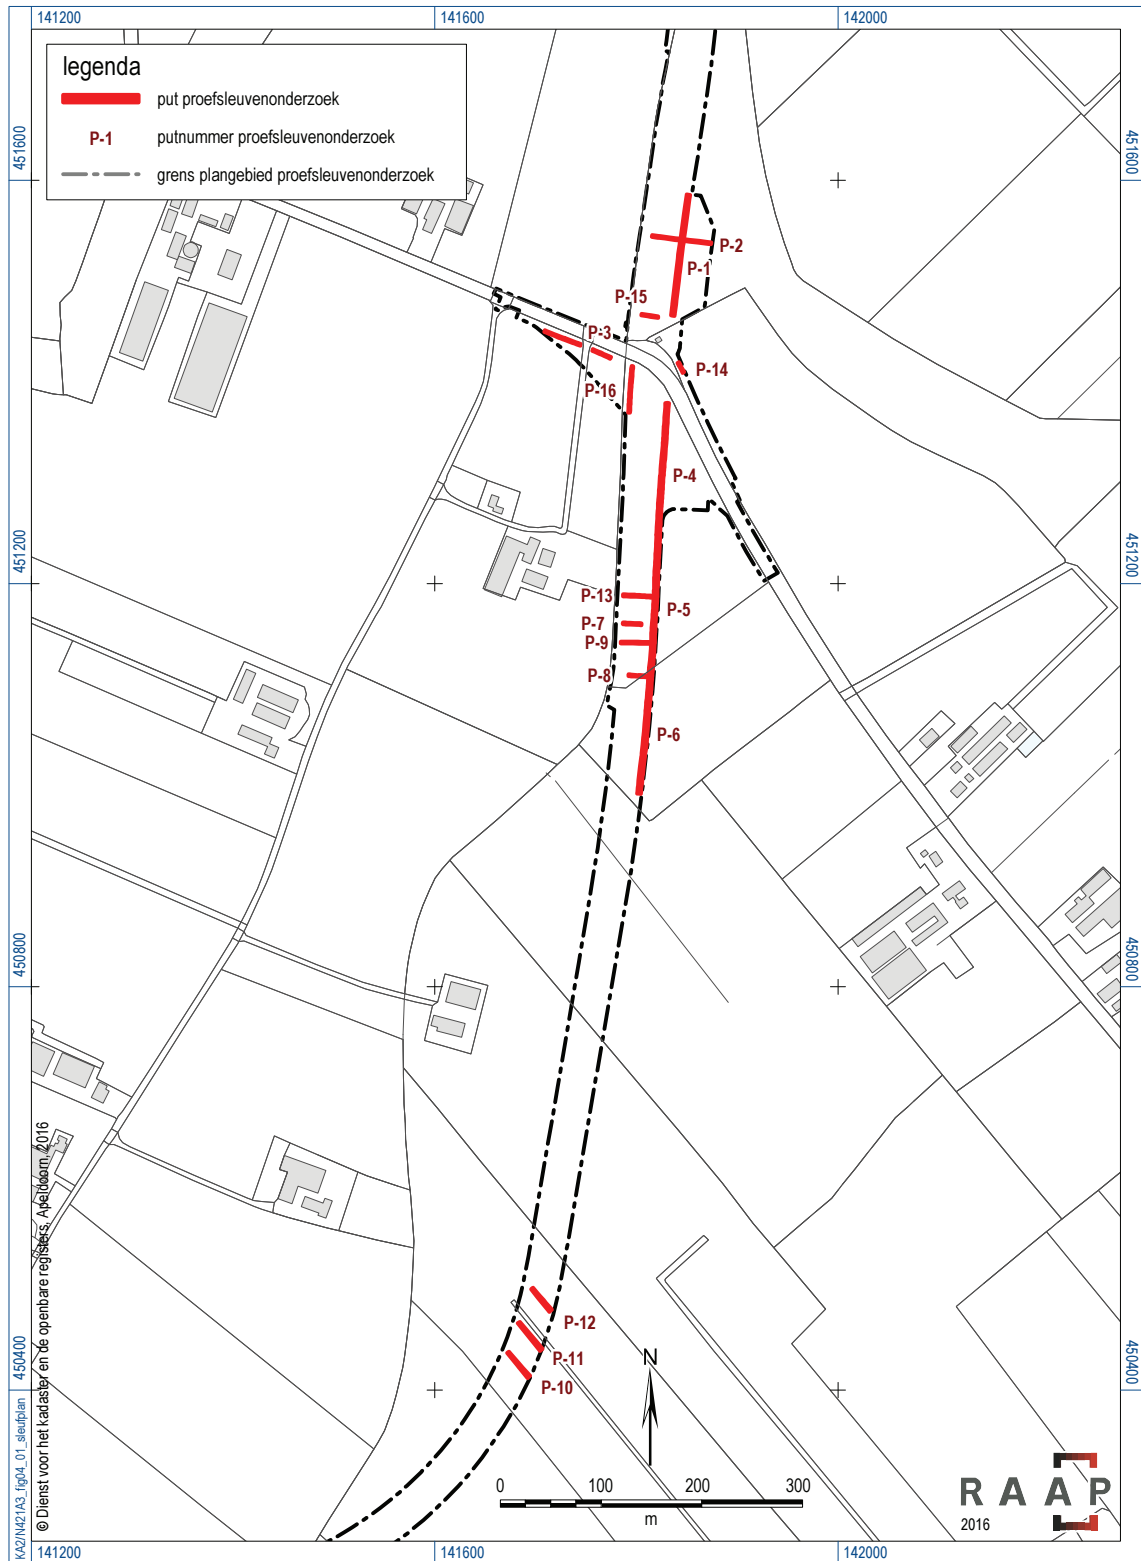 141200
141600
142000
legenda
put proefsleuvenonderzoek
P-1
putnummer proefsleuvenonderzoek
grens plangebied proefsleuvenonderzoek
451600
451600
P-2
P-1
P-15
P-3
P-14
P-16
P-4
451200
451200
P-13
P-5
P-7
P-9
P-8
P-6
450800
450800
P-12
P-11
P-10
450400
450400
N
0
100
200
300
m
RAAP
2016
KA2/N421A3_fig04_01_sleufplan
© Dienst voor het kadaster en de openbare registers, Apeldoorn, 2016
141200
141600
142000